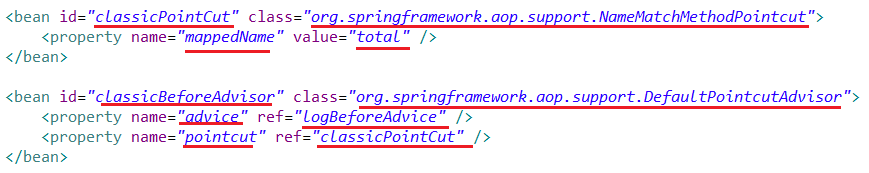 <bean id="classicPointCut" class="org.springframework.aop.support.NameMatchMethodPointcut">
<property name="mappedName" value="total" />
</bean>
<bean id="classicBeforeAdvisor" class="org.springframework.aop.support.DefaultPointcutAdvisor">
<property name="advice" ref="logBeforeAdvice" />
<property name="pointcut" ref="classicPointCut" />
</bean>